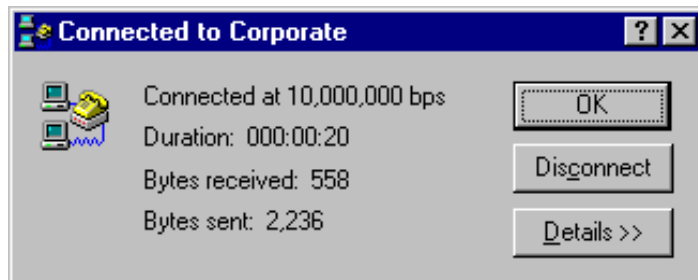 Connected to Corporate
Connected at 10,000,000 bps
Duration: 000:00:20
Bytes received: 558
Bytes sent: 2,236
OK
Disconnect
Details >>